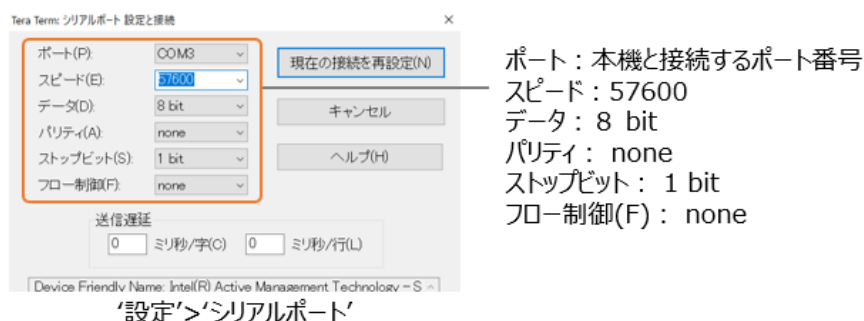 Tera Term: シリアルポート 設定と接続
×
ポート(P): COM3
スピード(E): 57600
データ(D): 8 bit
パリティ(A): none
ストップビット(S): 1 bit
フロー制御(F): none
現在の接続を再設定(N)
キャンセル
ヘルプ(H)
送信遅延
0 ミリ秒/字(C) 0 ミリ秒/行(L)
Device Friendly Name: Intel(R) Active Management Technology - S
'設定'>'シリアルポート'
ポート：本機と接続するポート番号
スピード：57600
データ： 8 bit
パリティ： none
ストップビット： 1 bit
フロー制御(F)： none